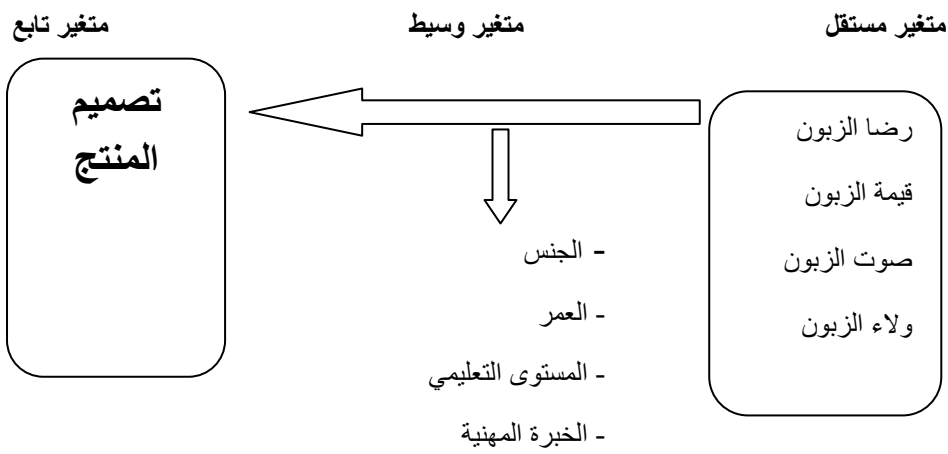 متغير مستقل
متغير وسيط
متغير تابع
رضا الزبون
قيمة الزبون
صوت الزبون
ولاء الزبون
تصميم
المنتج
- الجنس
- العمر
- المستوى التعليمي
- الخبرة المهنية